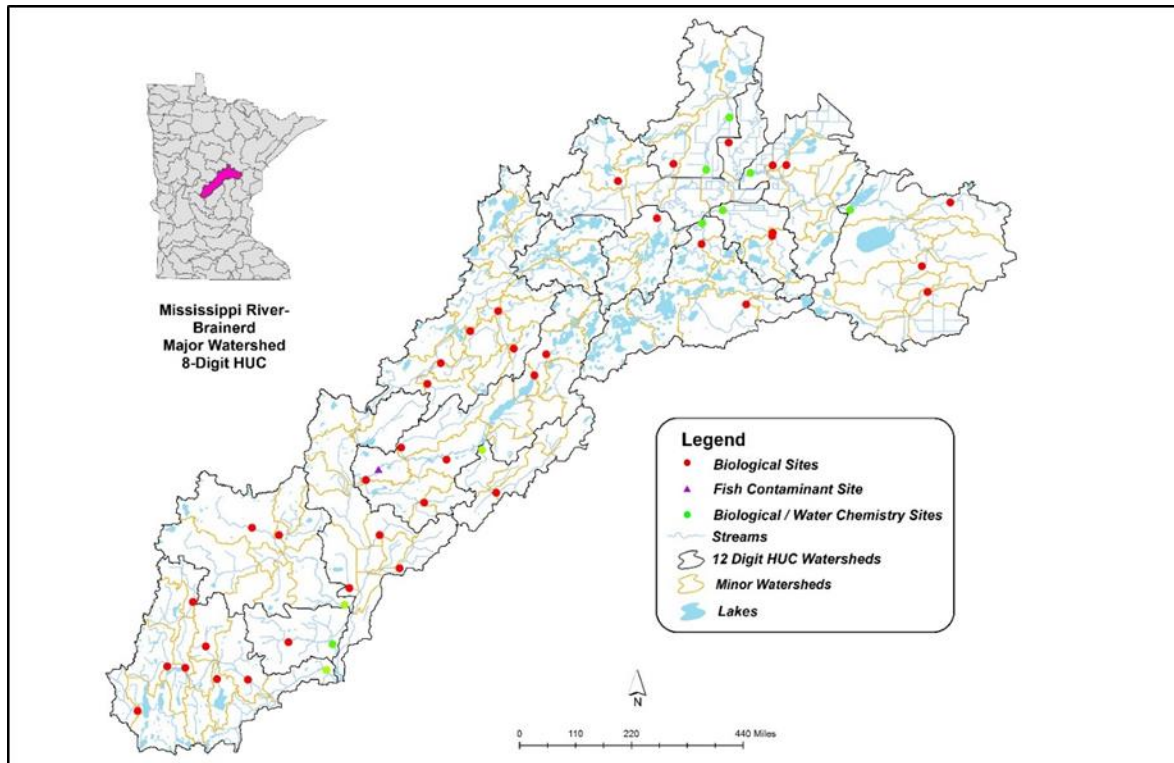 Mississippi River-
Brainerd
Major Watershed
8-Digit HUC
Legend
Biological Sites
Fish Contaminant Site
Biological / Water Chemistry Sites
Streams
12 Digit HUC Watersheds
Minor Watersheds
Lakes
N
0 110 220 440 Miles